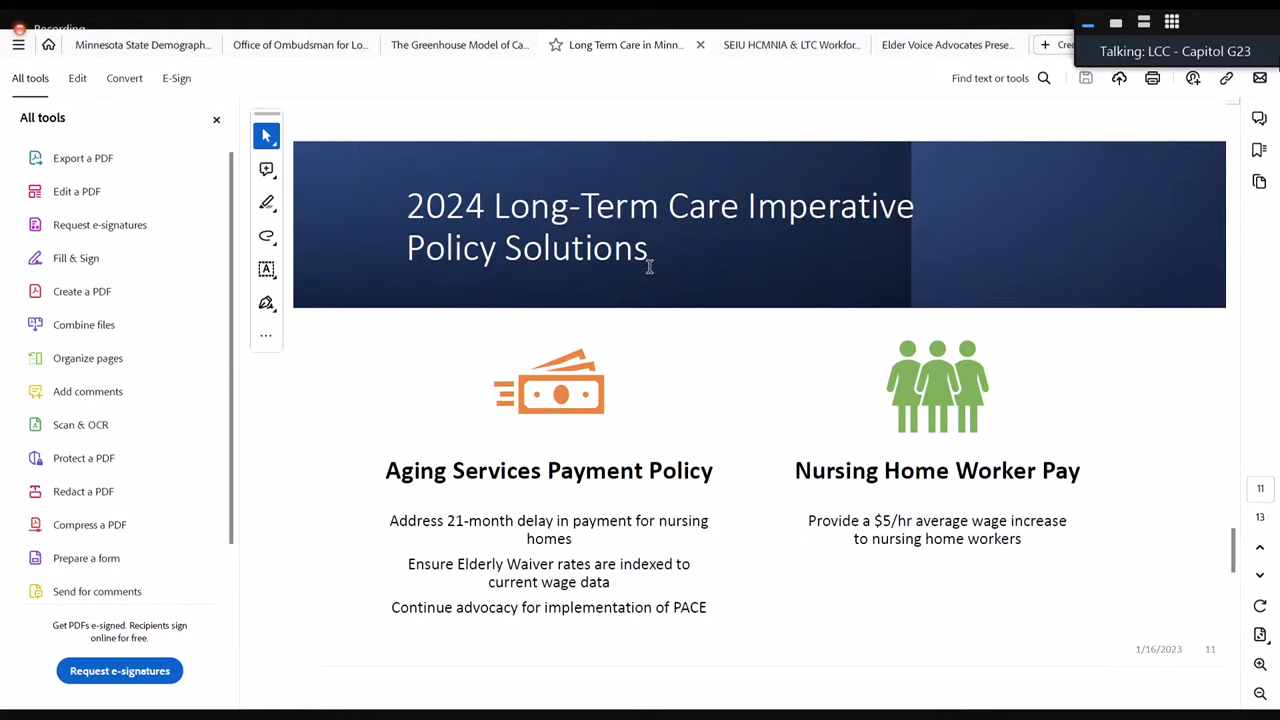 Recording
Talking: LCC - Capitol G23
Minnesota State Demograph...
Office of Ombudsman for Lo...
The Greenhouse Model of Ca...
Long Term Care in Minn...
SEIU HCMNIA & LTC Workfor...
Elder Voice Advocates Prese...
All tools
Edit
Convert
E-Sign
Find text or tools
All tools
Export a PDF
Edit a PDF
Request e-signatures
Fill & Sign
Create a PDF
Combine files
Organize pages
Add comments
Scan & OCR
Protect a PDF
Redact a PDF
Compress a PDF
Prepare a form
Send for comments
Get PDFs e-signed. Recipients sign
online for free.
Request e-signatures
2024 Long-Term Care Imperative
Policy Solutions
Aging Services Payment Policy
Address 21-month delay in payment for nursing
homes
Ensure Elderly Waiver rates are indexed to
current wage data
Continue advocacy for implementation of PACE
Nursing Home Worker Pay
Provide a $5/hr average wage increase
to nursing home workers
1/16/2023
11
11
13